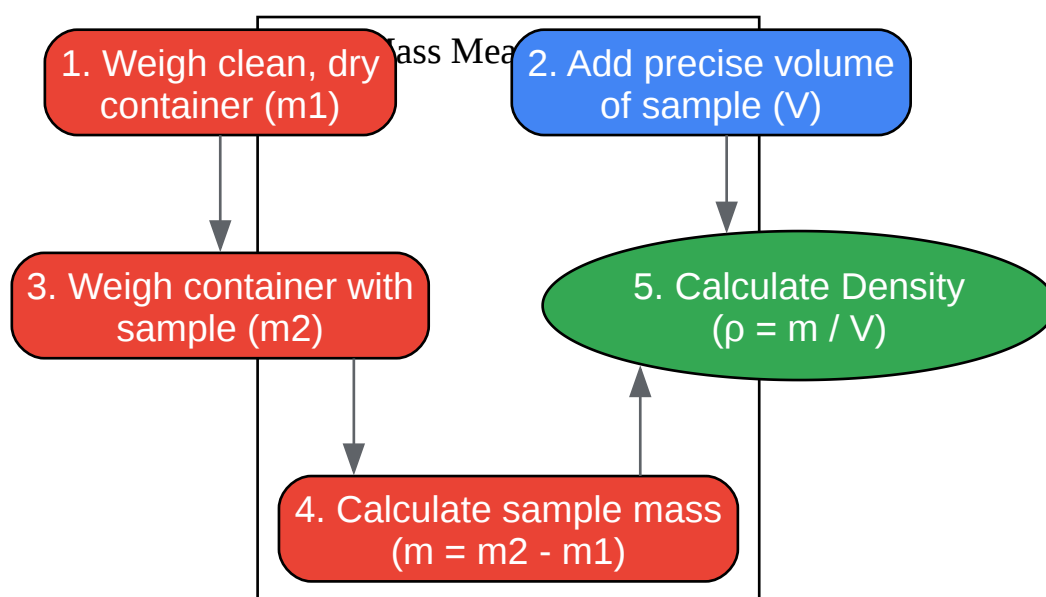 1. Weigh clean, dry
container (m1)
2. Add precise volume
of sample (V)
3. Weigh container with
sample (m2)
5. Calculate Density
(ρ = m / V)
4. Calculate sample mass
(m = m2 - m1)